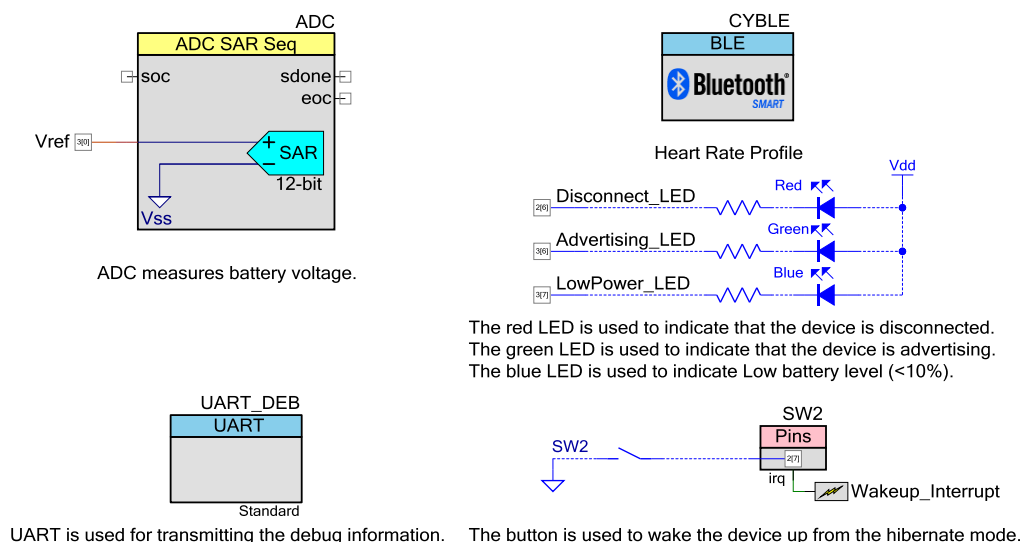 ADC
ADC SAR Seq
soc
sdone
eoc
Vref 3[0]
+
SAR
−
12-bit
Vss
ADC measures battery voltage.
CYBLE
BLE
Bluetooth®
SMART
Heart Rate Profile
Vdd
Red
2[6] Disconnect_LED
Green
3[6] Advertising_LED
Blue
3[7] LowPower_LED
The red LED is used to indicate that the device is disconnected.
The green LED is used to indicate that the device is advertising.
The blue LED is used to indicate Low battery level (<10%).
UART_DEB
UART
Standard
UART is used for transmitting the debug information.
SW2
Pins
SW2
2[7]
irq
Wakeup_Interrupt
The button is used to wake the device up from the hibernate mode.